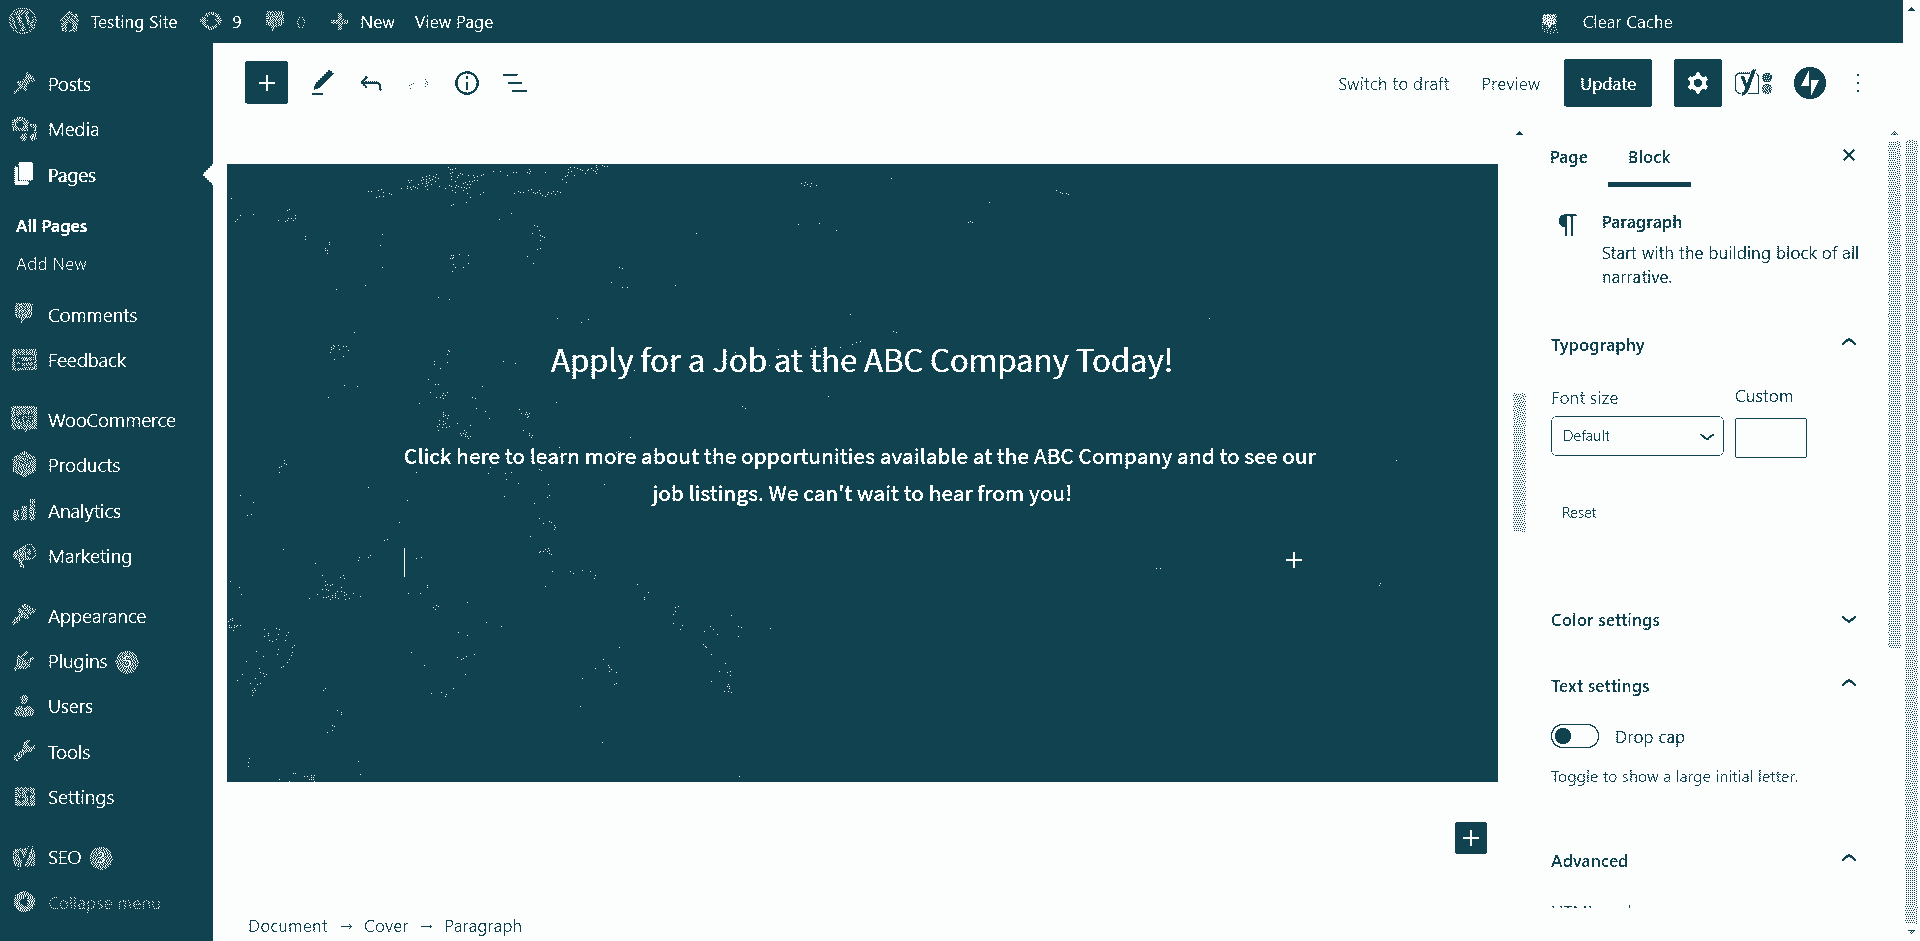 Testing Site 9 0 New View Page Clear Cache
Posts
Media
Pages
All Pages
Add New
Comments
Feedback
WooCommerce
Products
Analytics
Marketing
Appearance
Plugins 5
Users
Tools
Settings
SEO
Collapse menu
Switch to draft Preview Update
Apply for a Job at the ABC Company Today!
Click here to learn more about the opportunities available at the ABC Company and to see our
job listings. We can't wait to hear from you!
Document → Cover → Paragraph
Page Block
Paragraph
Start with the building block of all
narrative.
Typography
Font size Custom
Default
Reset
Color settings
Text settings
Drop cap
Toggle to show a large initial letter.
Advanced